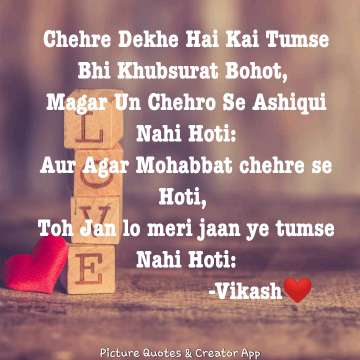 Chehre Dekhe Hai Kai Tumse
Bhi Khubsurat Bohot,
Magar Un Chehro Se Ashiqui
Nahi Hoti:
Aur Agar Mohabbat chehre se
Hoti,
Toh Jan lo meri jaan ye tumse
Nahi Hoti:
-Vikash❤️
L
O
V
E
Picture Quotes & Creator App